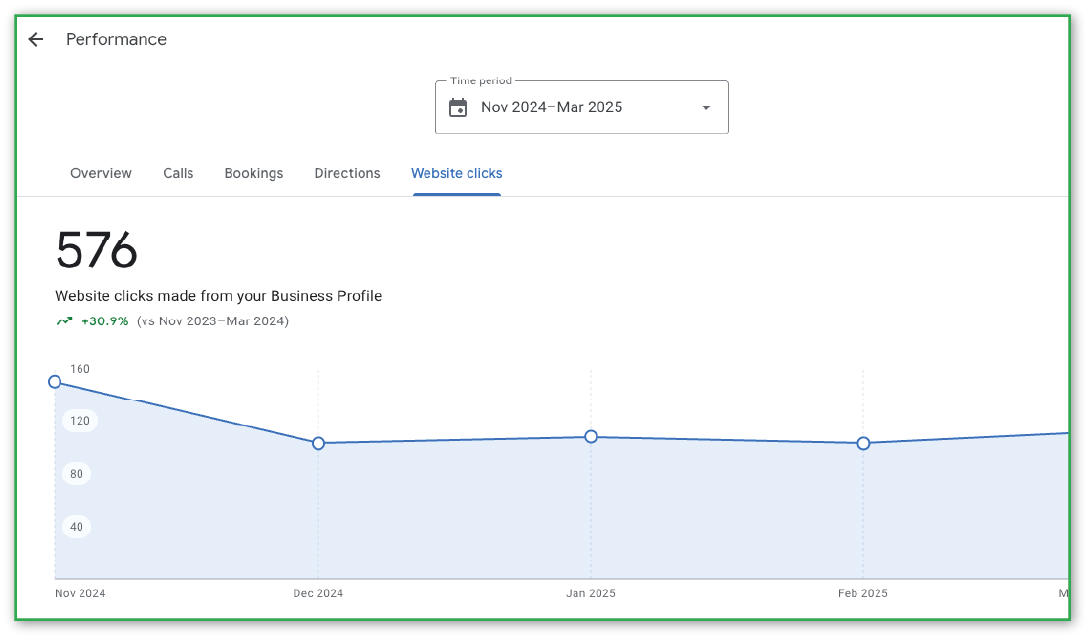 Performance
Time period
Nov 2024–Mar 2025
Overview Calls Bookings Directions Website clicks
576
Website clicks made from your Business Profile
+30.9% (vs Nov 2023–Mar 2024)
160
120
80
40
Nov 2024 Dec 2024 Jan 2025 Feb 2025 M